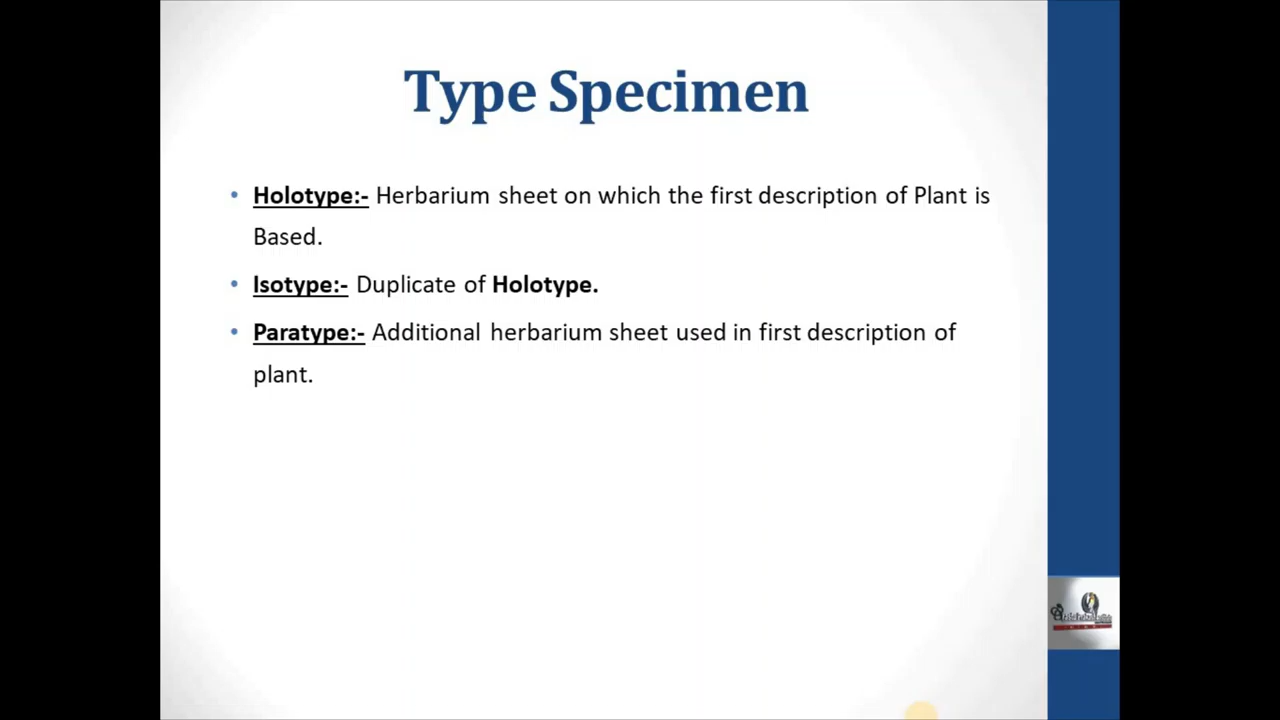 Type Specimen
• Holotype:- Herbarium sheet on which the first description of Plant is
Based.
• Isotype:- Duplicate of Holotype.
• Paratype:- Additional herbarium sheet used in first description of
plant.